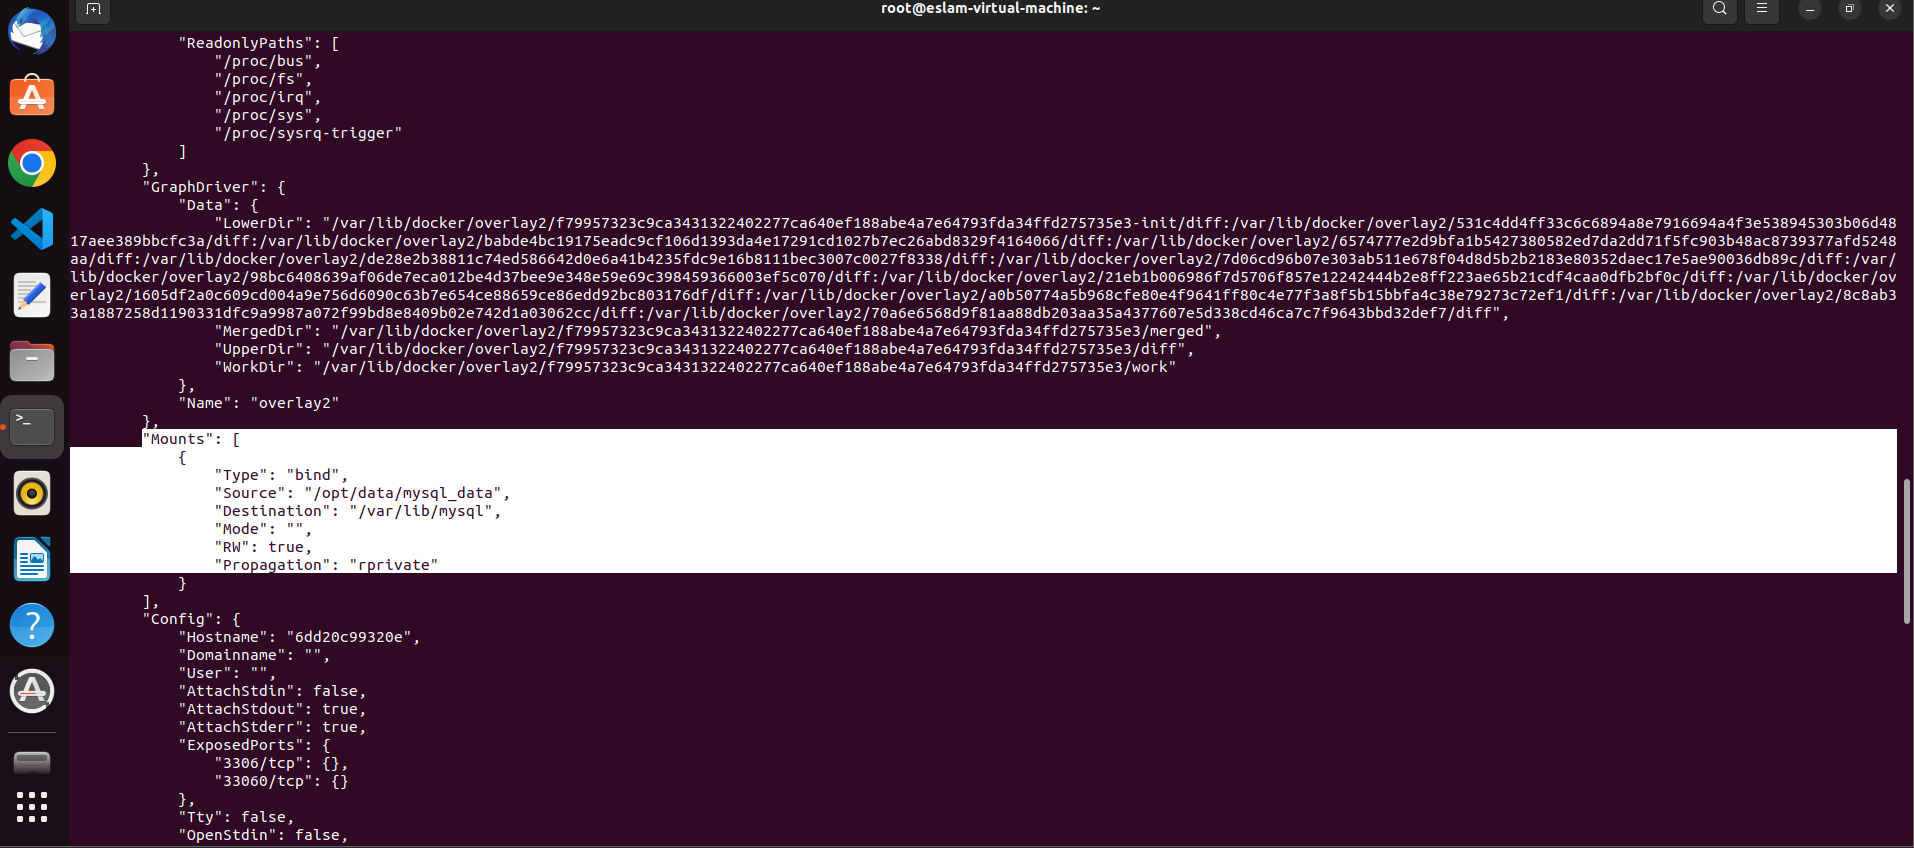 root@eslam-virtual-machine: ~
"ReadonlyPaths": [
"/proc/bus",
"/proc/fs",
"/proc/irq",
"/proc/sys",
"/proc/sysrq-trigger"
]
},
"GraphDriver": {
"Data": {
"LowerDir": "/var/lib/docker/overlay2/f79957323c9ca3431322402277ca640ef188abe4a7e64793fda34ffd275735e3-init/diff:/var/lib/docker/overlay2/531c4dd4ff33c6c6894a8e7916694a4f3e538945303b06d48
17aee389bbcfc3a/diff:/var/lib/docker/overlay2/babde4bc19175eadc9cf106d1393da4e17291cd1027b7ec26abd8329f4164066/diff:/var/lib/docker/overlay2/6574777e2d9bfa1b5427380582ed7da2dd71f5fc903b48ac8739377afd5248
aa/diff:/var/lib/docker/overlay2/de28e2b38811c74ed586642d0e6a41b4235fdc9e16b8111bec3007c0027f8338/diff:/var/lib/docker/overlay2/7d06cd96b07e303ab511e678f04d8d5b2b2183e80352daec17e5ae90036db89c/diff:/var/
lib/docker/overlay2/98bc6408639af06de7eca012be4d37bee9e348e59e69c398459366003ef5c070/diff:/var/lib/docker/overlay2/21eb1b006986f7d5706f857e12242444b2e8ff223ae65b21cdf4caa0dfb2bf0c/diff:/var/lib/docker/ov
erlay2/1605df2a0c609cd004a9e756d6090c63b7e654ce88659ce86edd92bc803176df/diff:/var/lib/docker/overlay2/a0b50774a5b968cfe80e4f9641ff80c4e77f3a8f5b15bbfa4c38e79273c72ef1/diff:/var/lib/docker/overlay2/8c8ab3
3a1887258d1190331dfc9a9987a072f99bd8e8409b02e742d1a03062cc/diff:/var/lib/docker/overlay2/70a6e6568d9f81aa88db203aa35a4377607e5d338cd46ca7c7f9643bbd32def7/diff",
"MergedDir": "/var/lib/docker/overlay2/f79957323c9ca3431322402277ca640ef188abe4a7e64793fda34ffd275735e3/merged",
"UpperDir": "/var/lib/docker/overlay2/f79957323c9ca3431322402277ca640ef188abe4a7e64793fda34ffd275735e3/diff",
"WorkDir": "/var/lib/docker/overlay2/f79957323c9ca3431322402277ca640ef188abe4a7e64793fda34ffd275735e3/work"
},
"Name": "overlay2"
},
"Mounts": [
{
"Type": "bind",
"Source": "/opt/data/mysql_data",
"Destination": "/var/lib/mysql",
"Mode": "",
"RW": true,
"Propagation": "rprivate"
}
],
"Config": {
"Hostname": "6dd20c99320e",
"Domainname": "",
"User": "",
"AttachStdin": false,
"AttachStdout": true,
"AttachStderr": true,
"ExposedPorts": {
"3306/tcp": {},
"33060/tcp": {}
},
"Tty": false,
"OpenStdin": false,